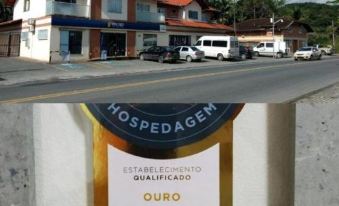 HOSPEDAGEM
ESTABELECIMENTO
QUALIFICADO
OURO